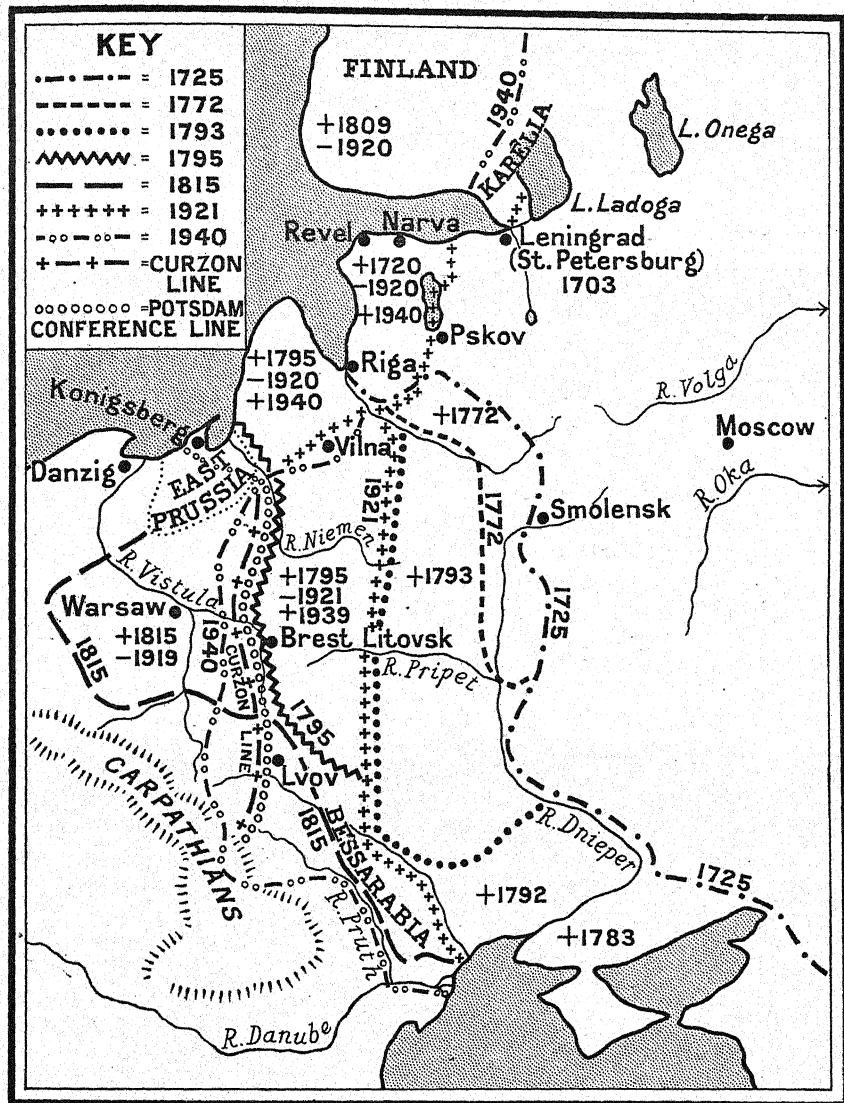 KEY
= 1725
= 1772
= 1793
= 1795
= 1815
= 1921
= 1940
=CURZON
LINE
=POTSDAM
CONFERENCE LINE
FINLAND
+1809
-1920
1940
KARELIA
L.Onega
L.Ladoga
Revel
Narva
Leningrad
(St. Petersburg)
1703
+1720
-1920
+1940
Pskov
Riga
+1795
-1920
+1940
+1772
R.Volga
Moscow
R.Oka
Konigsberg
Danzig
EAST
PRUSSIA
Vilna
1921
1772
Smolensk
R.Niemen
R.Vistula
+1795
-1921
+1939
+1793
1725
Warsaw
+1815
-1919
1815
1940
CURZON
LINE
Brest Litovsk
R.Pripet
1795
Lvov
CARPATHIANS
1815
BESSARABIA
R.Pruth
R.Dnieper
1725
+1792
+1783
R.Danube